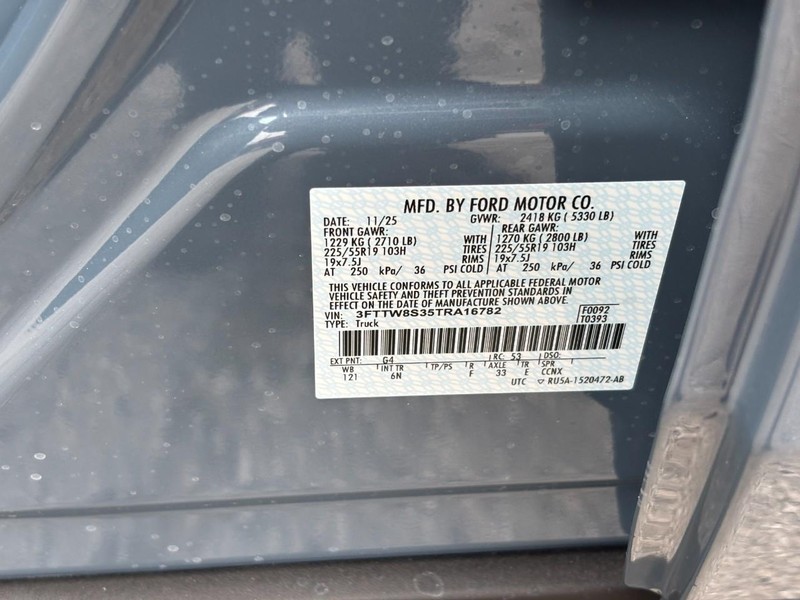 MFD. BY FORD MOTOR CO.
DATE: 11/25 GVWR: 2418 KG ( 5330 LB)
FRONT GAWR: REAR GAWR:
1229 KG ( 2710 LB) WITH 1270 KG ( 2800 LB) WITH
225/55R19 103H TIRES 225/55R19 103H TIRES
19x7.5J RIMS 19x7.5J RIMS
AT 250 kPa/ 36 PSI COLD AT 250 kPa/ 36 PSI COLD
THIS VEHICLE CONFORMS TO ALL APPLICABLE FEDERAL MOTOR
VEHICLE SAFETY AND THEFT PREVENTION STANDARDS IN
EFFECT ON THE DATE OF MANUFACTURE SHOWN ABOVE.
VIN: 3FTTW8S35TRA16782 F0092
TYPE: Truck T0393
EXT PNT: G4 RC: 53 DSO:
WB INT TR TP/PS R AXLE TR SPR
121 6N F 33 E CCNX
UTC RU5A-1520472-AB